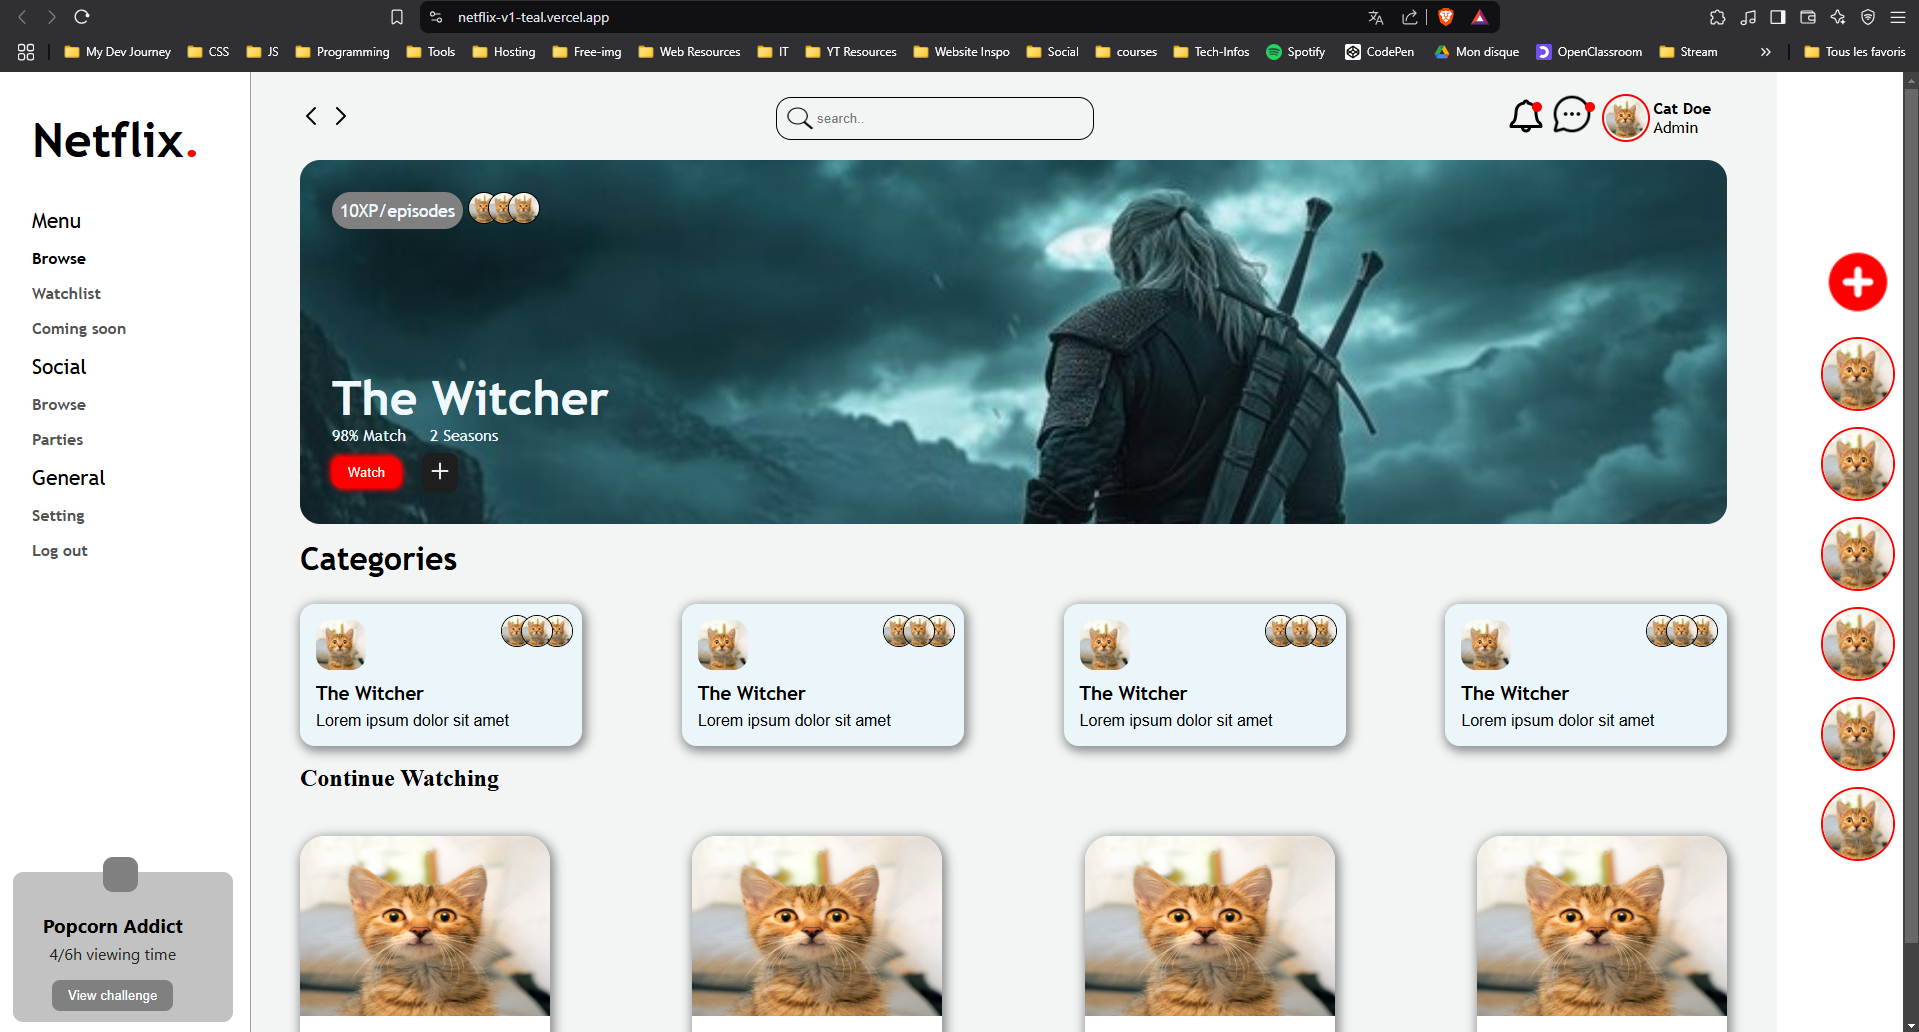 netflix-v1-teal.vercel.app
My Dev Journey CSS JS Programming Tools Hosting Free-img Web Resources IT YT Resources Website Inspo Social courses Tech-Infos Spotify CodePen Mon disque OpenClassroom Stream » Tous les favoris
Netflix.
Menu
Browse
Watchlist
Coming soon
Social
Browse
Parties
General
Setting
Log out
Popcorn Addict
4/6h viewing time
View challenge
search..
Cat Doe
Admin
10XP/episodes
The Witcher
98% Match 2 Seasons
Watch
Categories
The Witcher
Lorem ipsum dolor sit amet
The Witcher
Lorem ipsum dolor sit amet
The Witcher
Lorem ipsum dolor sit amet
The Witcher
Lorem ipsum dolor sit amet
Continue Watching